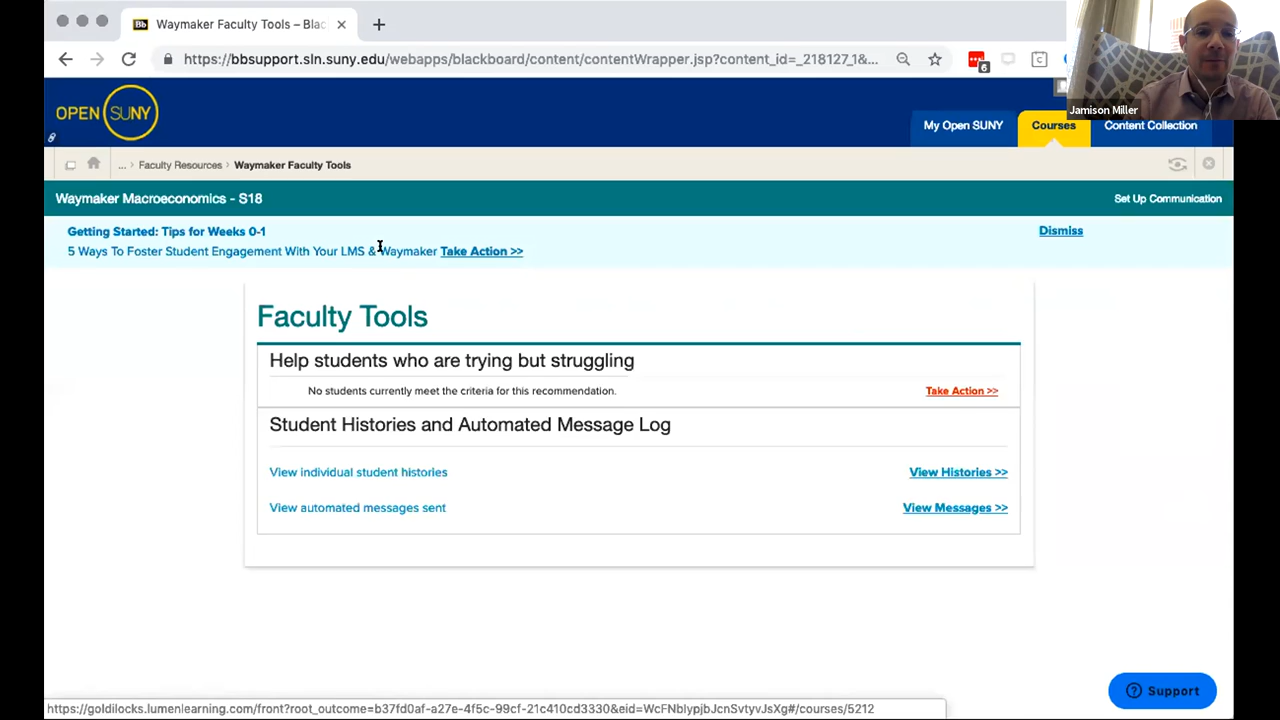 Waymaker Faculty Tools – Blac
https://bbsupport.sln.suny.edu/webapps/blackboard/content/contentWrapper.jsp?content_id=_218127_1&...
6
Jamison Miller
OPEN SUNY
My Open SUNY
Courses
Content Collection
... > Faculty Resources > Waymaker Faculty Tools
Waymaker Macroeconomics - S18
Set Up Communication
Getting Started: Tips for Weeks 0-1
Dismiss
5 Ways To Foster Student Engagement With Your LMS & Waymaker Take Action >>
Faculty Tools
Help students who are trying but struggling
No students currently meet the criteria for this recommendation.
Take Action >>
Student Histories and Automated Message Log
View individual student histories
View Histories >>
View automated messages sent
View Messages >>
Support
https://goldilocks.lumenlearning.com/front?root_outcome=b37fd0af-a27e-4f5c-99cf-21c410cd3330&eid=WcFNbIypjbJcnSvtyvJsXg#/courses/5212